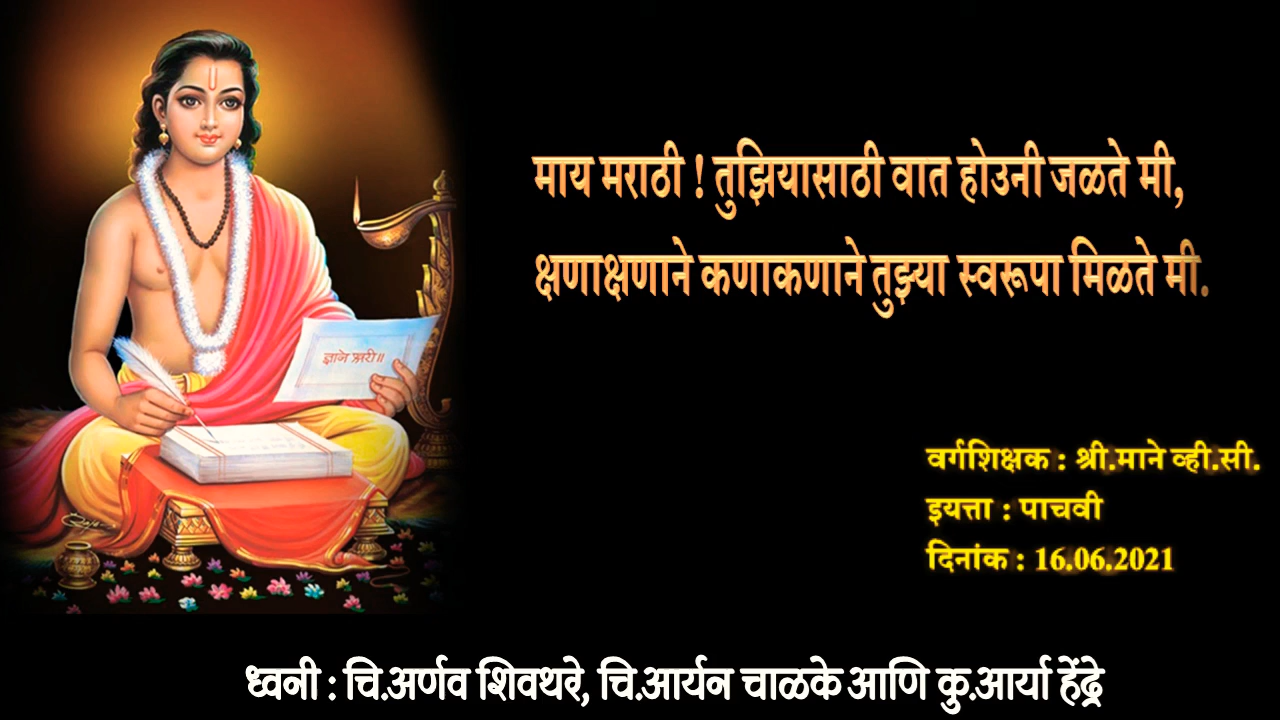 माय मराठी ! तुझियासाठी वात होउनी जळते मी,
क्षणाक्षणाने कणाकणाने तुझ्या स्वरूपा मिळते मी.
वर्गशिक्षक : श्री.माने व्ही.सी.
इयत्ता : पाचवी
दिनांक : 16.06.2021
ध्वनी : चि.अर्णव शिवथरे, चि.आर्यन चाळके आणि कु.आर्या हेंद्रे